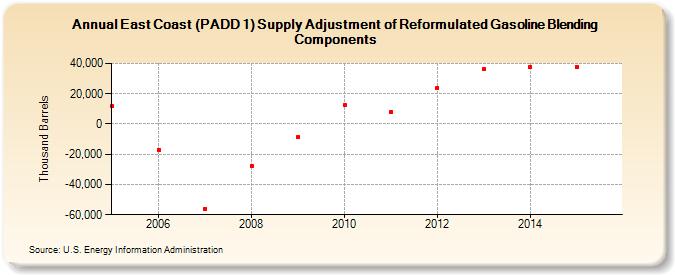 Annual East Coast (PADD 1) Supply Adjustment of Reformulated Gasoline Blending
Components
Thousand Barrels
40,000
20,000
0
-20,000
-40,000
-60,000
2006
2008
2010
2012
2014
Source: U.S. Energy Information Administration